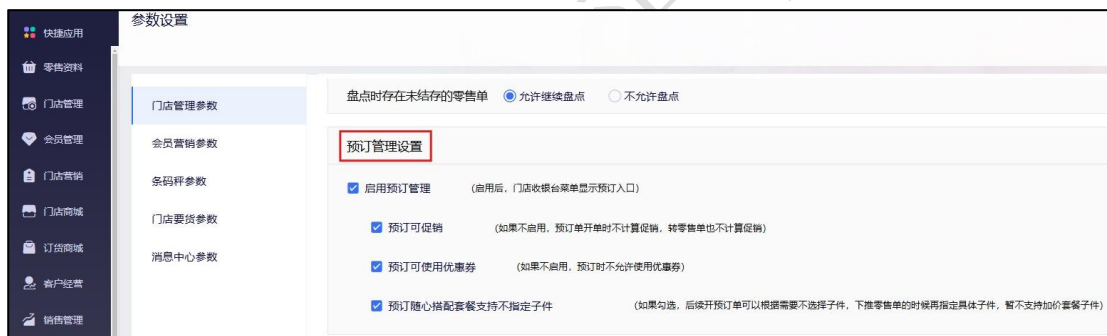 参数设置
快捷应用
零售资料
门店管理
会员管理
门店营销
门店商城
订货商城
客户经营
销售管理
门店管理参数
会员营销参数
条码秤参数
门店要货参数
消息中心参数
盘点时存在未结存的零售单 允许继续盘点 不允许盘点
预订管理设置
启用预订管理 (启用后，门店收银台菜单显示预订入口)
预订可促销 (如果不启用，预订单开单时不计算促销，转零售单也不计算促销)
预订可使用优惠券 (如果不启用，预订时不允许使用优惠券)
预订随心搭配套餐支持不指定子件 (如果勾选，后续开预订单可以根据需要不选择子件，下推零售单的时候再指定具体子件，暂不支持加价套餐子件)